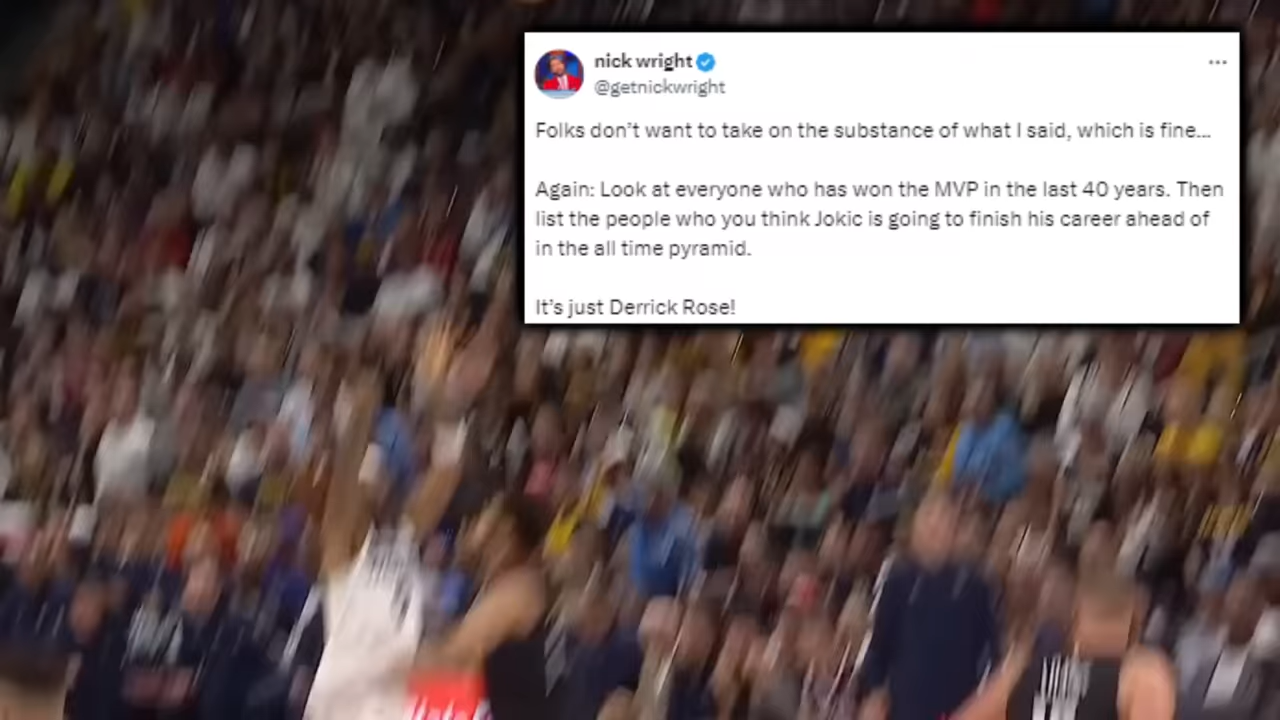 nick wright
@getnickwright
Folks don’t want to take on the substance of what I said, which is fine...
Again: Look at everyone who has won the MVP in the last 40 years. Then
list the people who you think Jokic is going to finish his career ahead of
in the all time pyramid.
It’s just Derrick Rose!